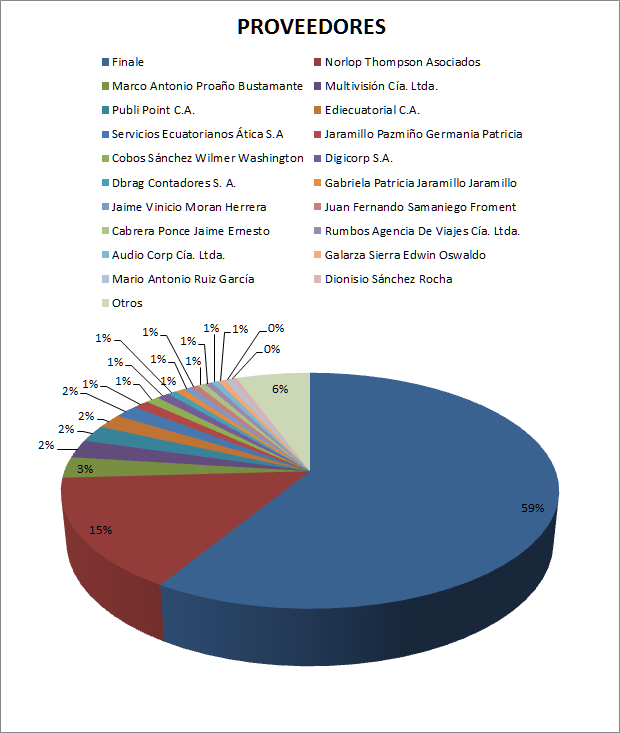 PROVEEDORES
Finale
Norlop Thompson Asociados
Marco Antonio Proaño Bustamante
Multivisión Cía. Ltda.
Publi Point C.A.
Ediecuatorial C.A.
Servicios Ecuatorianos Ática S.A
Jaramillo Pazmiño Germania Patricia
Cobos Sánchez Wilmer Washington
Digicorp S.A.
Dbrag Contadores S. A.
Gabriela Patricia Jaramillo Jaramillo
Jaime Vinicio Moran Herrera
Juan Fernando Samaniego Froment
Cabrera Ponce Jaime Ernesto
Rumbos Agencia De Viajes Cía. Ltda.
Audio Corp Cía. Ltda.
Galarza Sierra Edwin Oswaldo
Mario Antonio Ruiz García
Dionisio Sánchez Rocha
Otros
59%
15%
3%
2%
2%
2%
2%
1%
1%
1%
1%
1%
1%
1%
1%
1%
1%
1%
0%
0%
6%